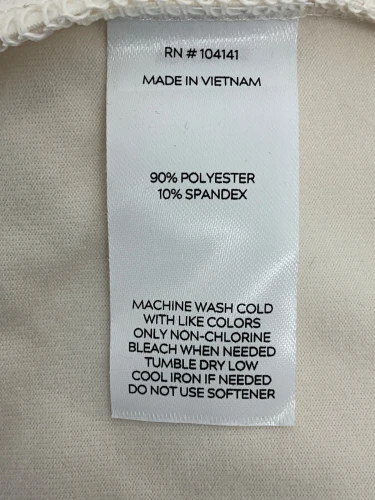 RN # 104141
MADE IN VIETNAM
90% POLYESTER
10% SPANDEX
MACHINE WASH COLD
WITH LIKE COLORS
ONLY NON-CHLORINE
BLEACH WHEN NEEDED
TUMBLE DRY LOW
COOL IRON IF NEEDED
DO NOT USE SOFTENER